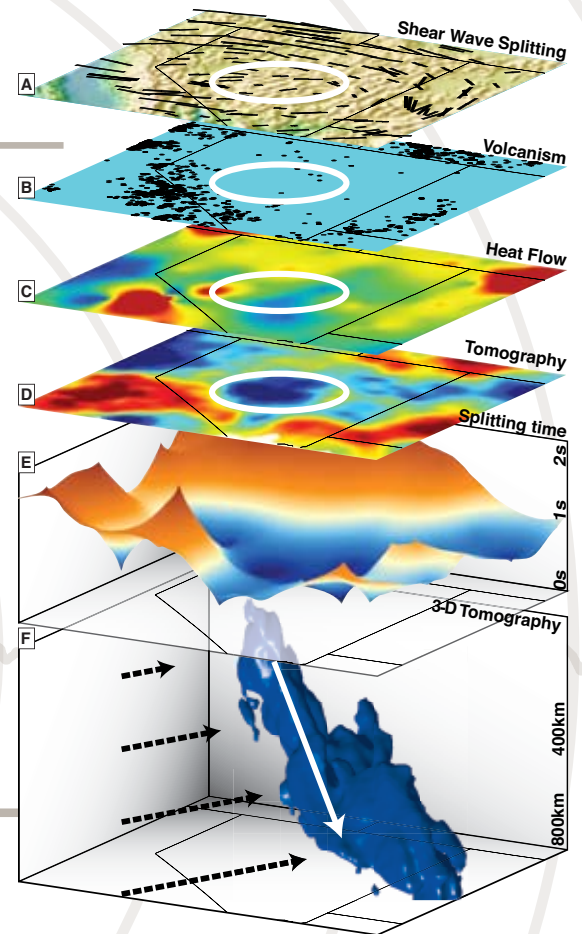 Shear Wave Splitting
A
Volcanism
B
Heat Flow
C
Tomography
D
Splitting time
E
2s
1s
0s
3-D Tomography
F
400km
800km